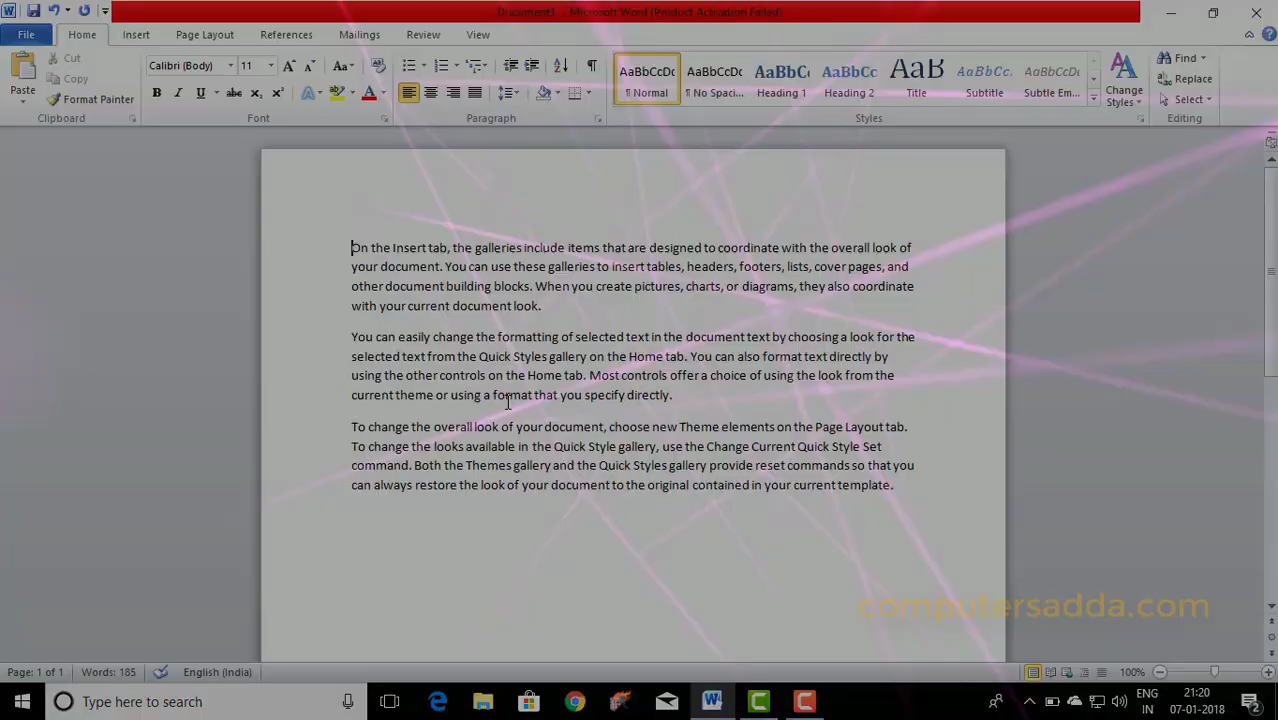 Document1 - Microsoft Word (Product Activation Failed)
File Home Insert Page Layout References Mailings Review View
Paste
Cut
Copy
Format Painter
Clipboard
Calibri (Body) 11
Font
Paragraph
AaBbCcDc AaBbCcDc AaBbC AaBbCc AaB AaBbCc. AaBbCcDc
¶ Normal ¶ No Spaci... Heading 1 Heading 2 Title Subtitle Subtle Em...
Change Styles
Styles
Find
Replace
Select
Editing
On the Insert tab, the galleries include items that are designed to coordinate with the overall look of
your document. You can use these galleries to insert tables, headers, footers, lists, cover pages, and
other document building blocks. When you create pictures, charts, or diagrams, they also coordinate
with your current document look.
You can easily change the formatting of selected text in the document text by choosing a look for the
selected text from the Quick Styles gallery on the Home tab. You can also format text directly by
using the other controls on the Home tab. Most controls offer a choice of using the look from the
current theme or using a format that you specify directly.
To change the overall look of your document, choose new Theme elements on the Page Layout tab.
To change the looks available in the Quick Style gallery, use the Change Current Quick Style Set
command. Both the Themes gallery and the Quick Styles gallery provide reset commands so that you
can always restore the look of your document to the original contained in your current template.
computersadda.com
Page: 1 of 1 Words: 185 English (India) 100%
Type here to search
ENG
IN
21:20
07-01-2018
2